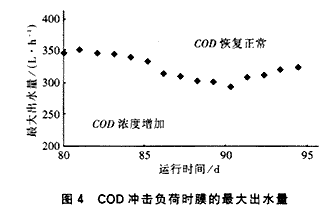 400
350
300
250
200
最大出水量/(L·h⁻¹)
COD 恢复正常
COD 浓度增加
80 85 90 95
运行时间/d
图 4 COD 冲击负荷时膜的最大出水量